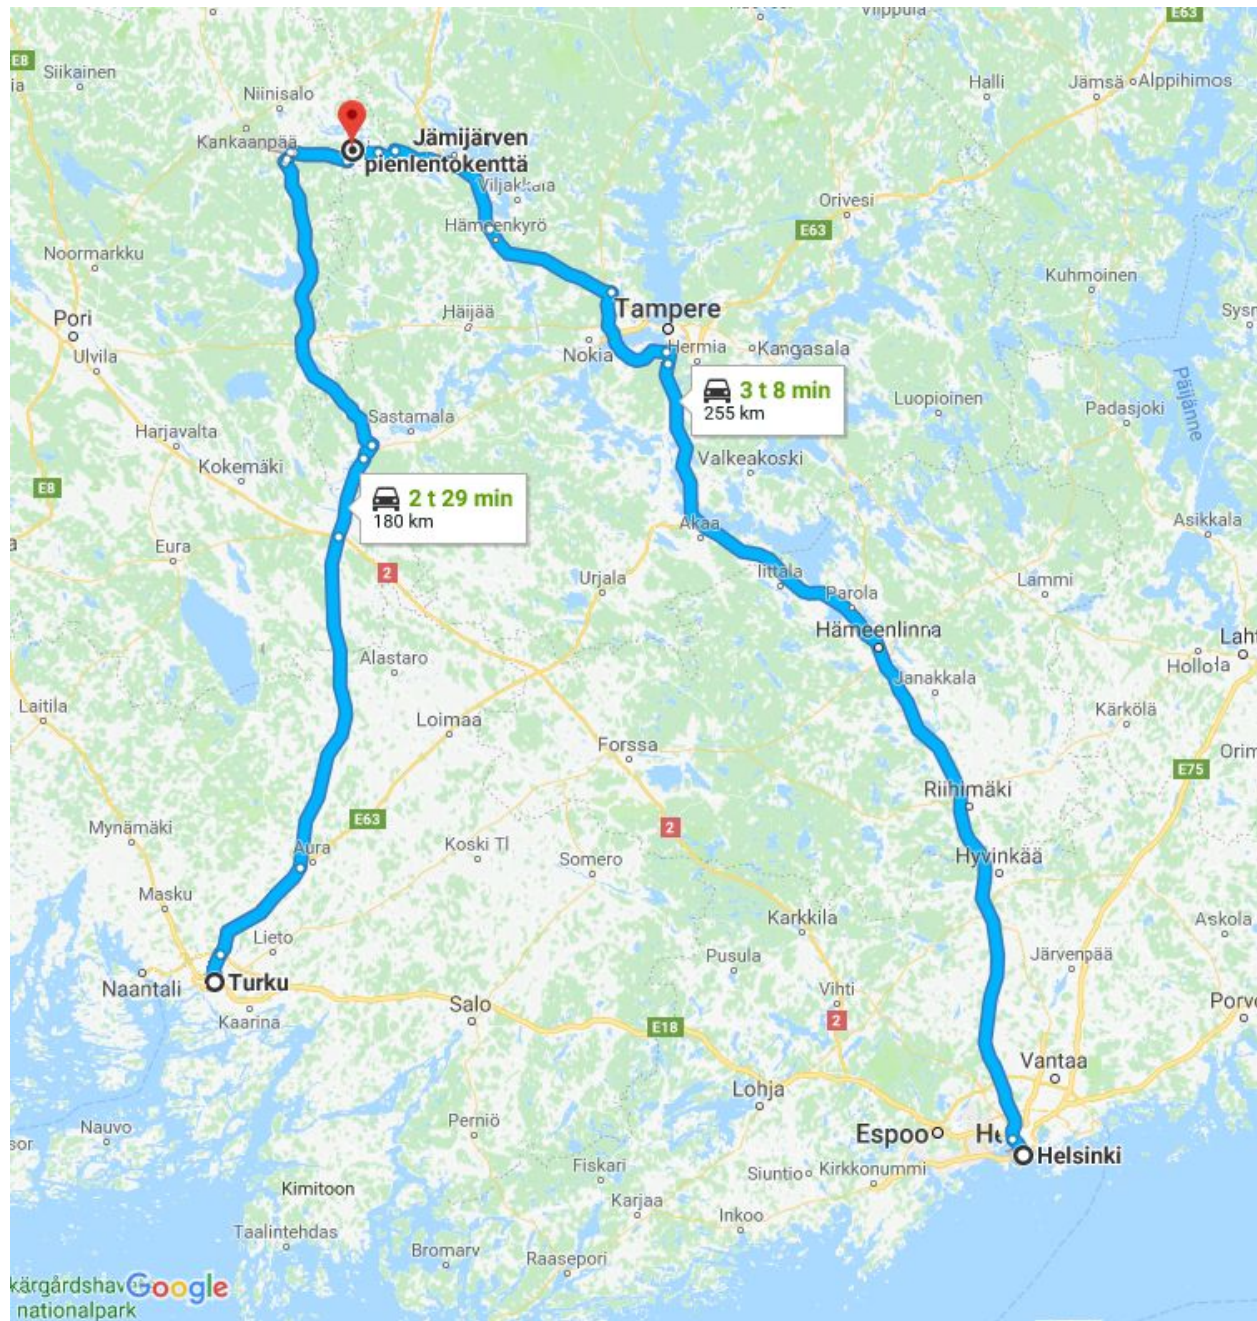 E63
Vilppula
E8
Siikainen
Halli
Jämsä
Alppihimos
Niinisalo
Kankaanpää
Jämijärven
pienlentokenttä
Viljakkala
Orivesi
Hämeenkyrö
E63
Noormarkku
Kuhmoinen
Pori
Häijää
Tampere
Ulvila
Nokia
Hermia
Kangasala
3 t 8 min
255 km
Päijänne
Luopioinen
Padasjoki
Sastamala
Harjavalta
Kokemäki
Valkeakoski
E8
2 t 29 min
180 km
Akaa
Asikkala
Eura
2
Urjala
Iittala
Lammi
Parola
Hämeenlinna
Laht
Alastaro
Hollola
Janakkala
Laitila
Loimaa
Kärkölä
Forssa
Orim
E75
Riihimäki
Mynämäki
E63
2
Aura
Koski Tl
Somero
Hyvinkää
Masku
Karkkila
Askola
Lieto
Pusula
Järvenpää
Naantali
Turku
Vihti
Salo
Porvo
Kaarina
E18
2
Vantaa
Lohja
Nauvo
Perniö
Espoo
He
Helsinki
Fiskari
Siuntio
Kirkkonummi
Kimitoon
Karjaa
Inkoo
Taalintehdas
Bromarv
Raasepori
Google
nationalpark